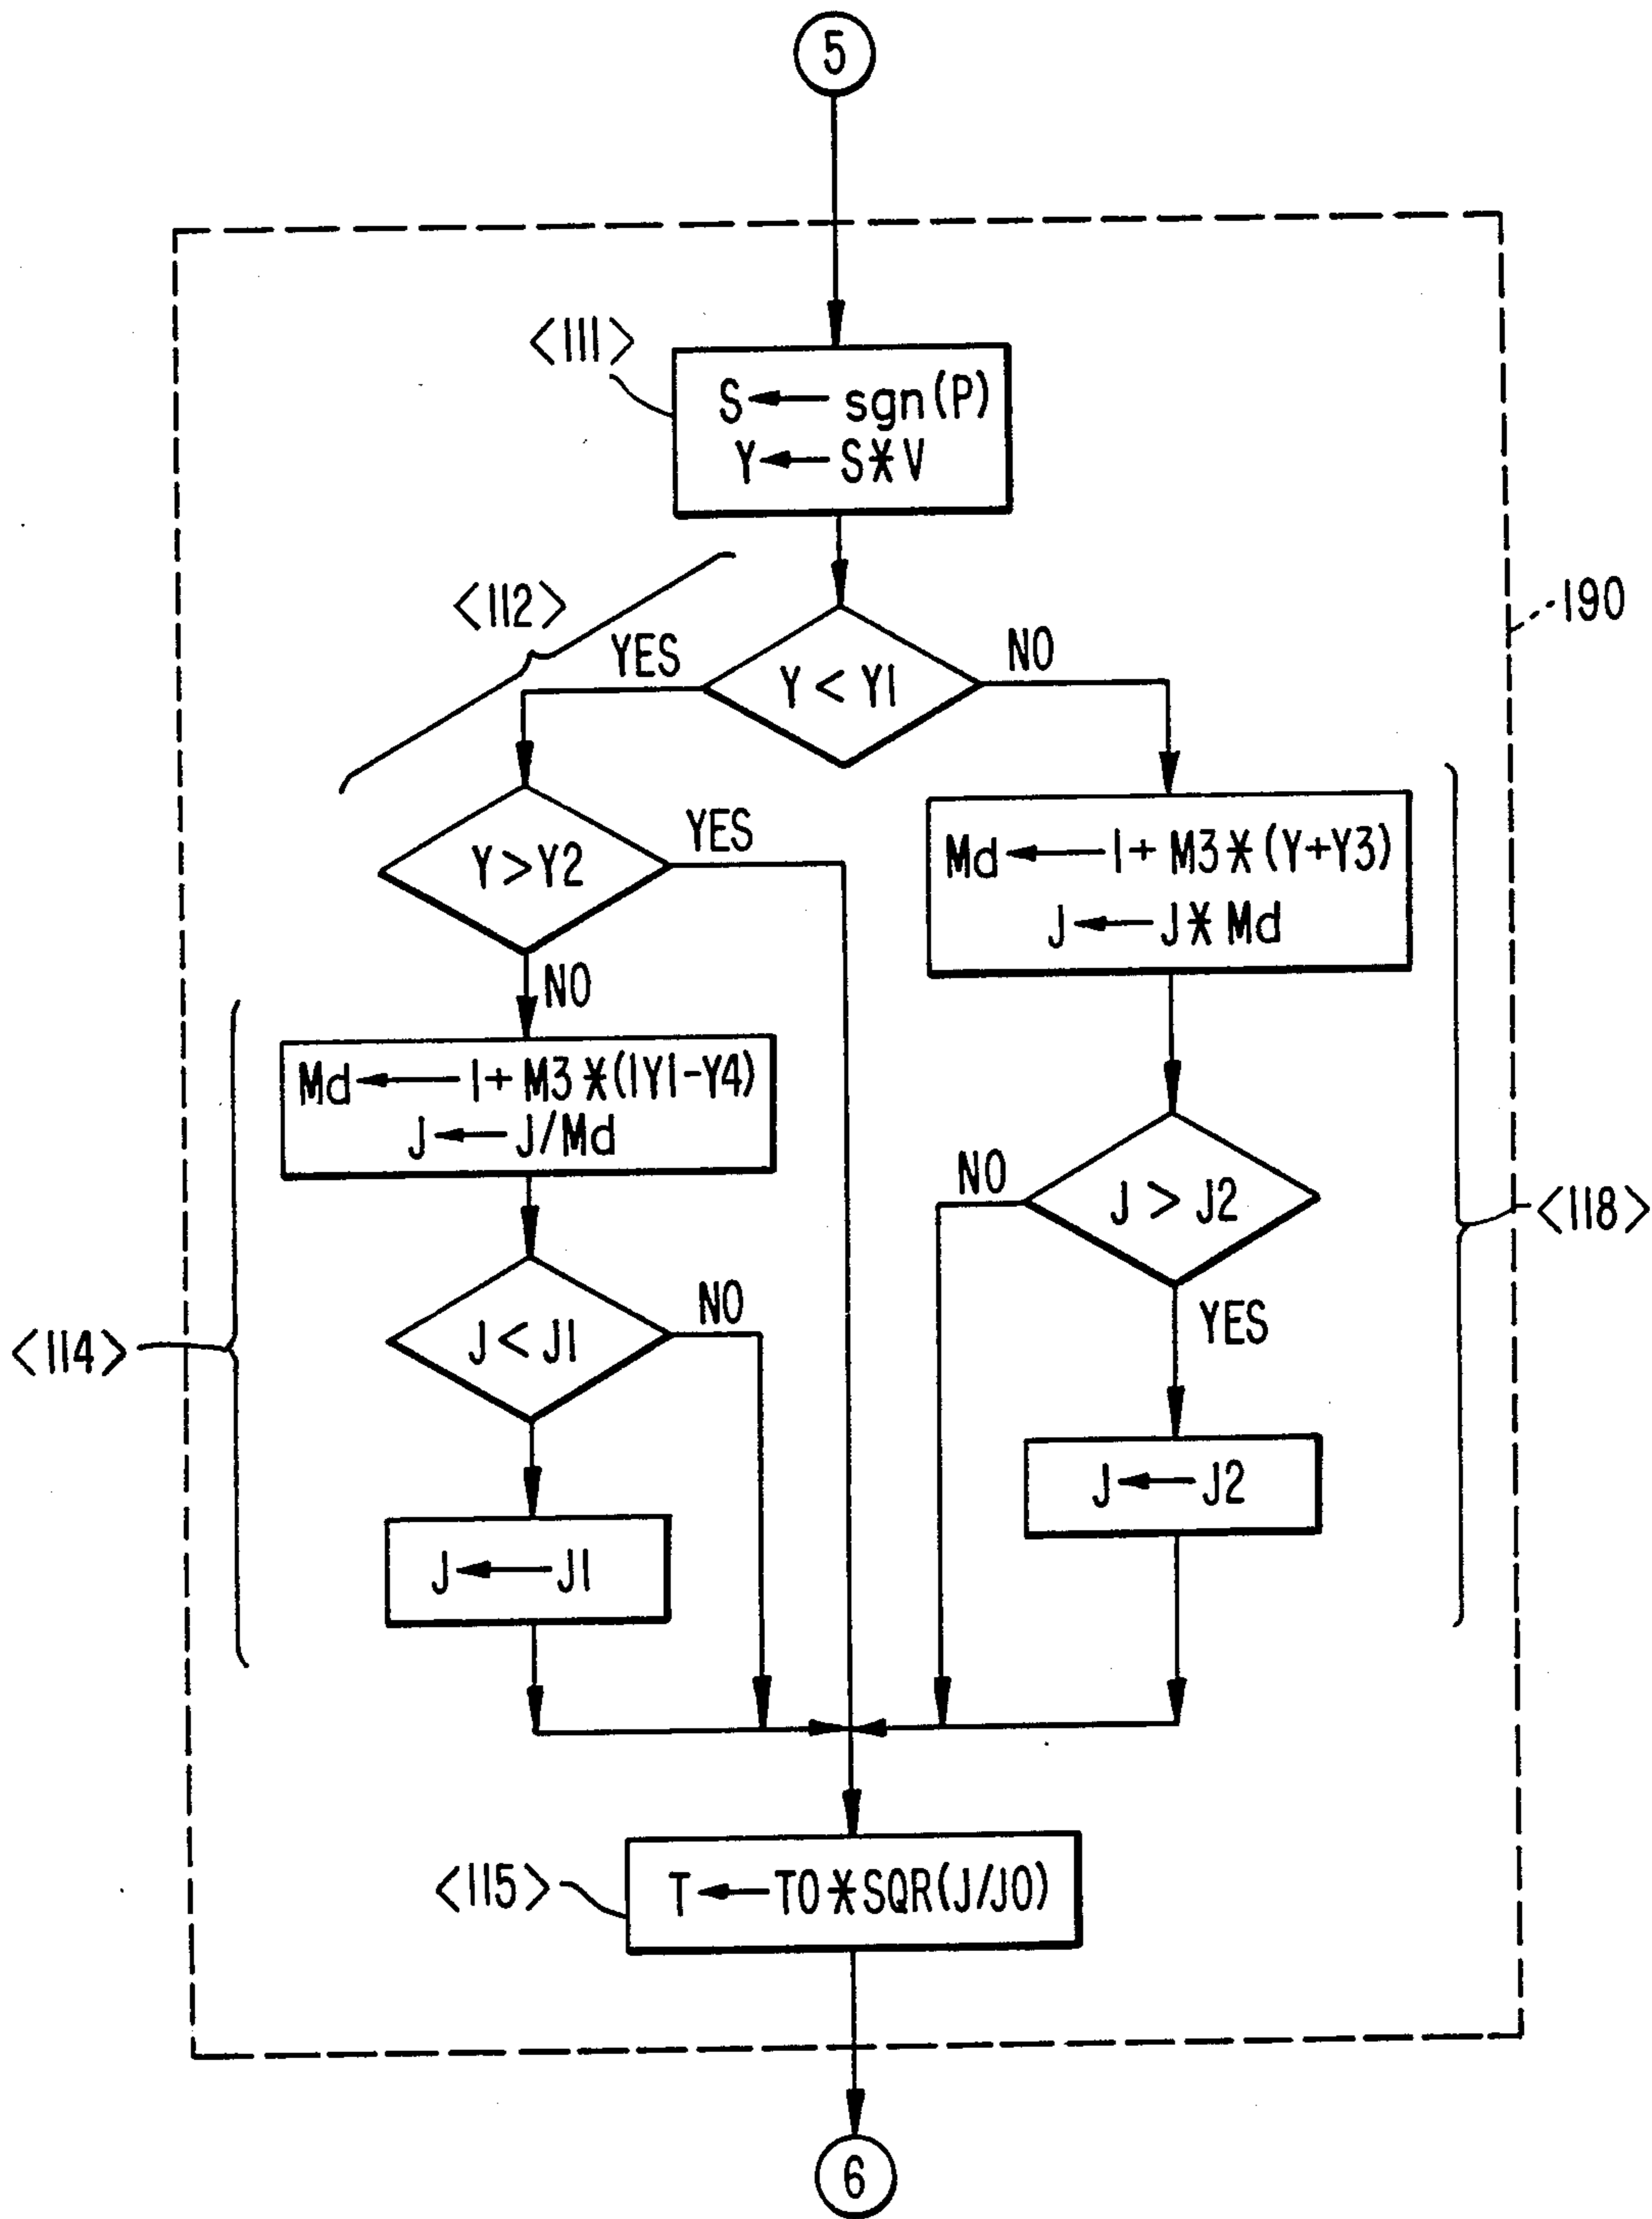 5
<111>
S ← sgn(P)
Y ← S*V
<112>
190
YES
Y < Y1
NO
Y > Y2
YES
NO
Md ← 1 + M3*(Y+Y3)
J ← J*Md
Md ← 1 + M3*(|Y|-Y4)
J ← J/Md
NO
J > J2
<118>
YES
<114>
J < J1
NO
J ← J2
J ← J1
<115>
T ← T0*SQR(J/J0)
6